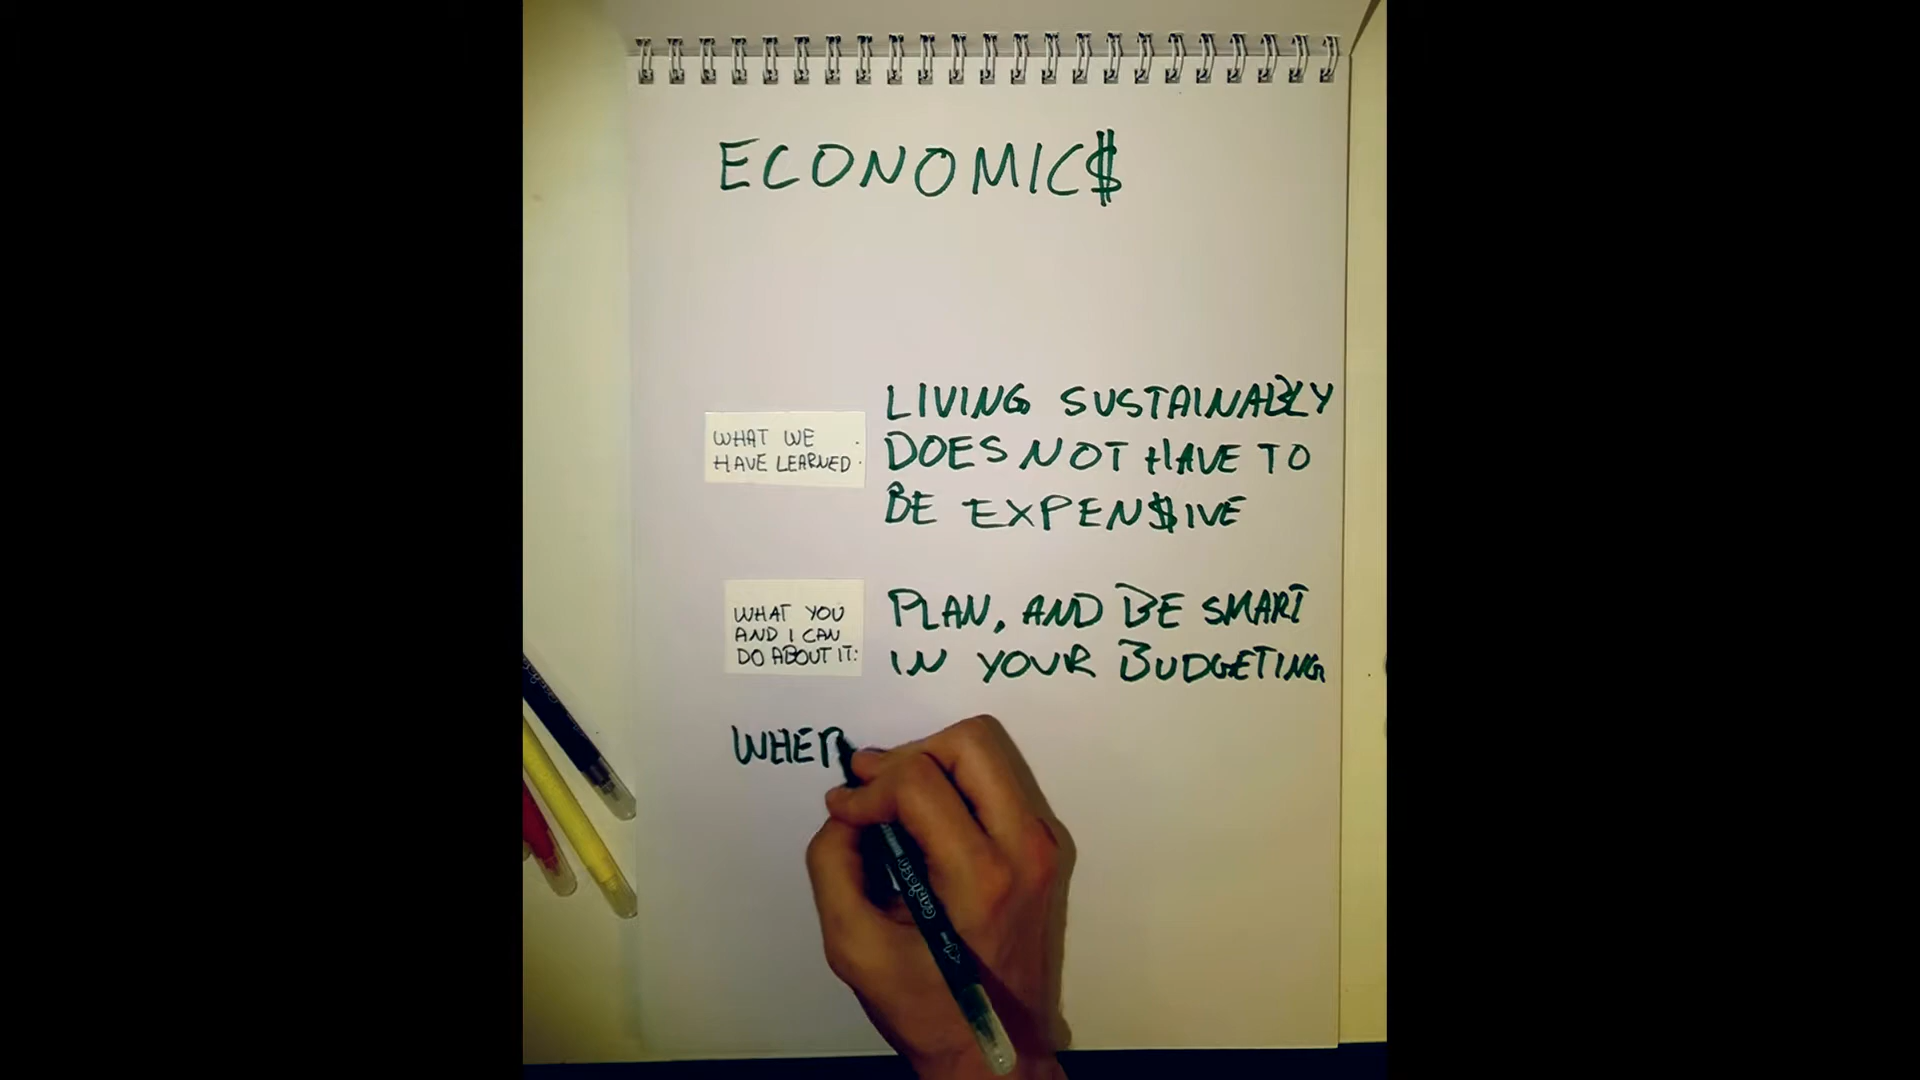 ECONOMIC$
WHAT WE
HAVE LEARNED
LIVING SUSTAINABLY
DOES NOT HAVE TO
BE EXPEN$IVE
WHAT YOU
AND I CAN
DO ABOUT IT:
PLAN, AND BE SMART
IN YOUR BUDGETING